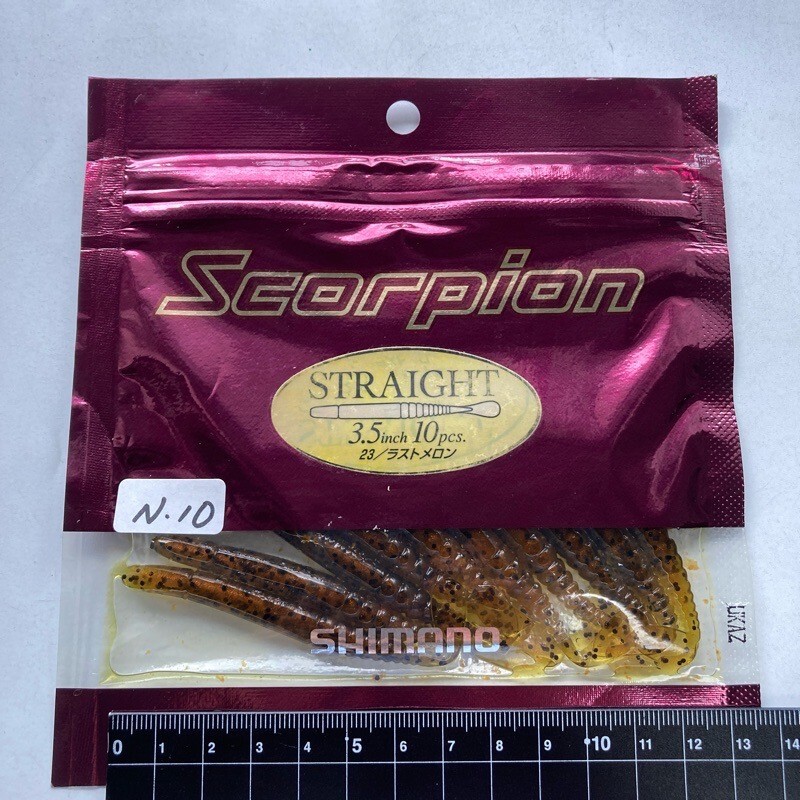 Scorpion
STRAIGHT
3.5inch 10pcs.
23/ラストメロン
N.10
SHIMANO
UKAZ
0 1 2 3 4 5 6 7 8 9 10 11 12 13 14